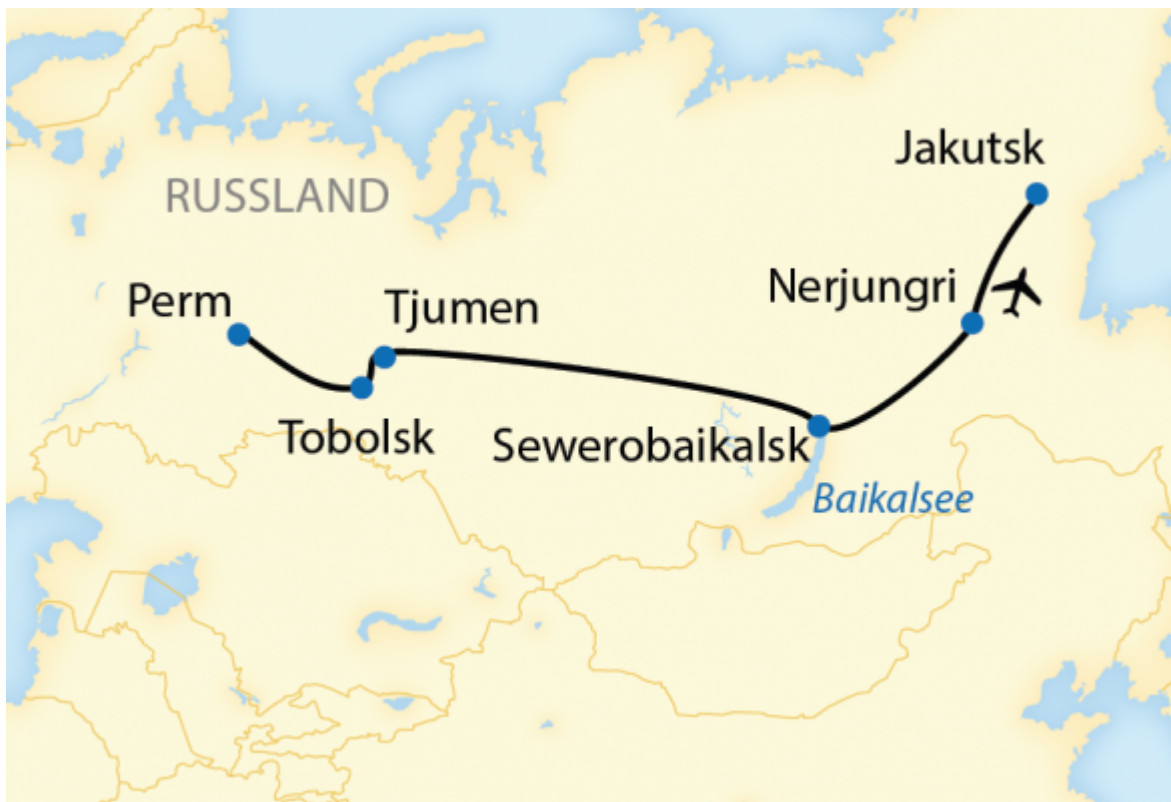 Jakutsk
RUSSLAND
Nerjungri
Perm
Tjumen
Tobolsk
Sewerobaikalsk
Baikalsee